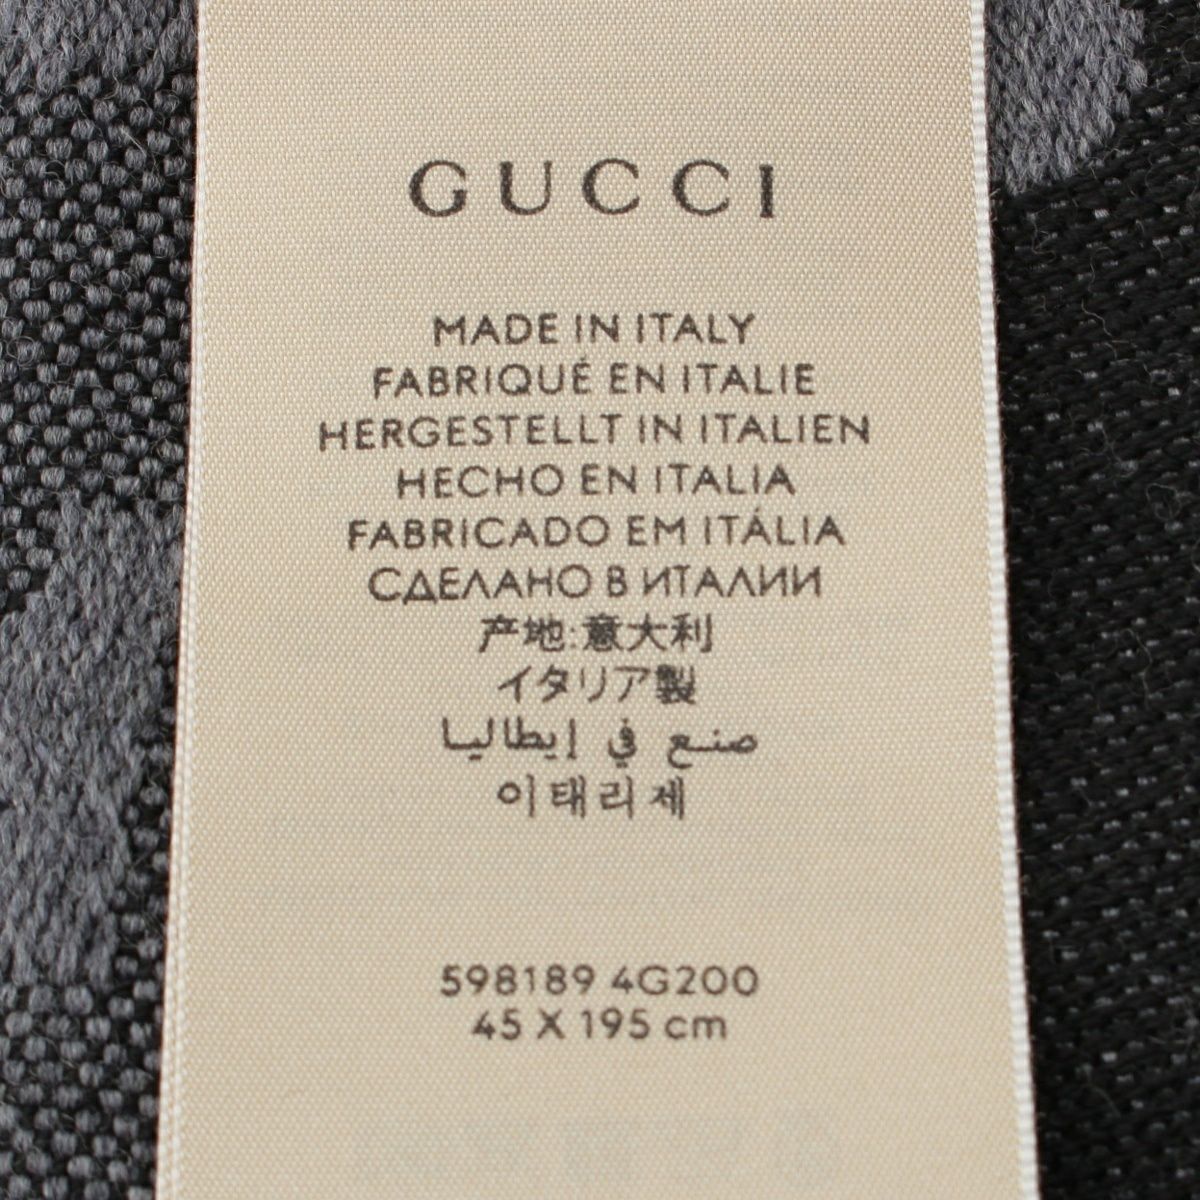 GUCCI
MADE IN ITALY
FABRIQUÉ EN ITALIE
HERGESTELLT IN ITALIEN
HECHO EN ITALIA
FABRICADO EM ITÁLIA
СДЕЛАНО В ИТАЛИИ
产地:意大利
イタリア製
صنع في إيطاليا
이태리제
598189 4G200
45 X 195 cm